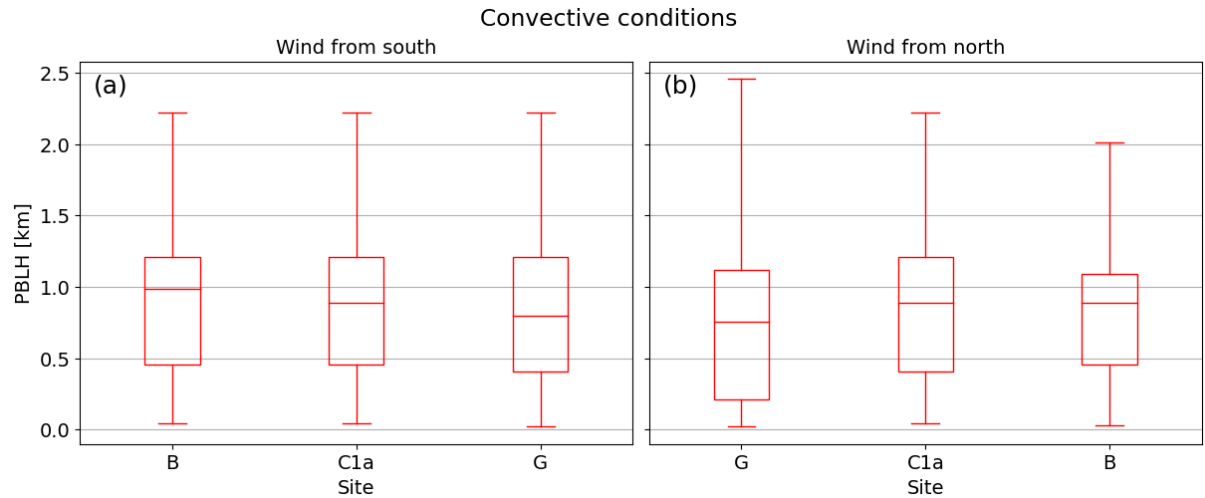 Convective conditions
Wind from south
Wind from north
(a)
(b)
2.5
2.0
1.5
1.0
0.5
0.0
PBLH [km]
B C1a G
G C1a B
Site
Site